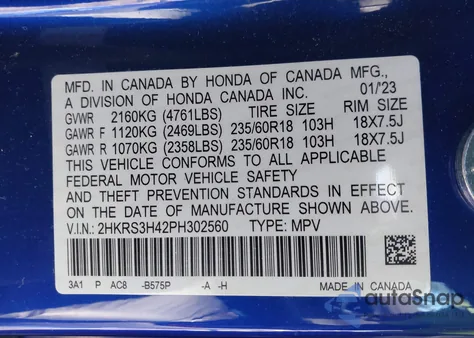 MFD. IN CANADA BY HONDA OF CANADA MFG.,
A DIVISION OF HONDA CANADA INC. 01/'23
GVWR 2160KG (4761LBS) TIRE SIZE RIM SIZE
GAWR F 1120KG (2469LBS) 235/60R18 103H 18X7.5J
GAWR R 1070KG (2358LBS) 235/60R18 103H 18X7.5J
THIS VEHICLE CONFORMS TO ALL APPLICABLE
FEDERAL MOTOR VEHICLE SAFETY
AND THEFT PREVENTION STANDARDS IN EFFECT
ON THE DATE OF MANUFACTURE SHOWN ABOVE.
V.I.N.: 2HKRS3H42PH302560 TYPE: MPV
3A1 P AC8 -B575P -A -H MADE IN CANADA
autoSnap